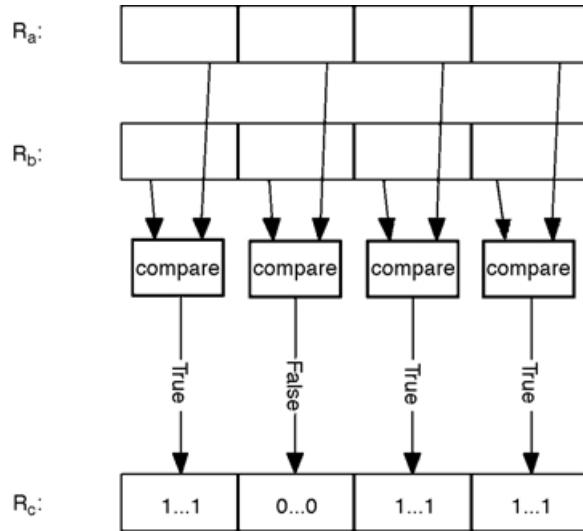 Ra:
Rb:
compare compare compare compare
True False True True
Rc: 1...1 0...0 1...1 1...1